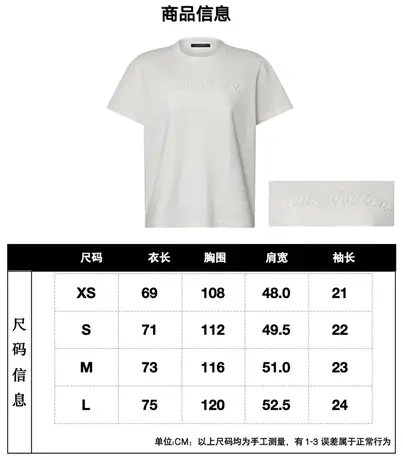 商品信息
Louis Vuitton
尺码 衣长 胸围 肩宽 袖长
XS 69 108 48.0 21
S 71 112 49.5 22
M 73 116 51.0 23
L 75 120 52.5 24
尺码信息
单位:CM; 以上尺码均为手工测量，有 1-3 误差属于正常行为